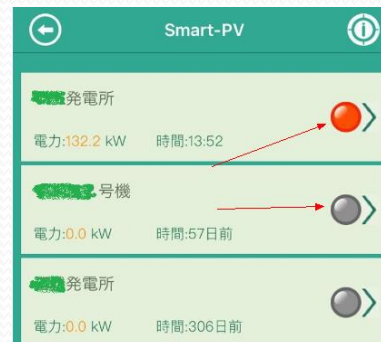 Smart-PV
発電所
電力:132.2 kW 時間:13:52
号機
電力:0.0 kW 時間:57日前
発電所
電力:0.0 kW 時間:306日前